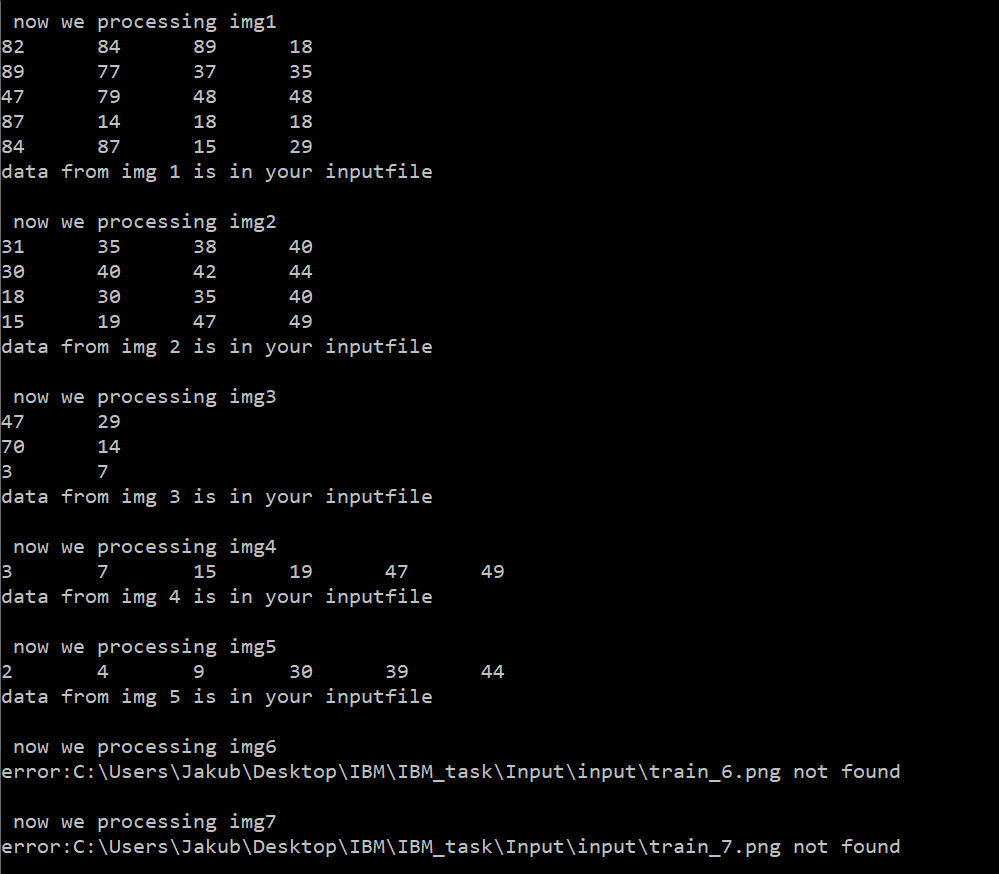 now we processing img1
82 84 89 18
89 77 37 35
47 79 48 48
87 14 18 18
84 87 15 29
data from img 1 is in your inputfile
now we processing img2
31 35 38 40
30 40 42 44
18 30 35 40
15 19 47 49
data from img 2 is in your inputfile
now we processing img3
47 29
70 14
3 7
data from img 3 is in your inputfile
now we processing img4
3 7 15 19 47 49
data from img 4 is in your inputfile
now we processing img5
2 4 9 30 39 44
data from img 5 is in your inputfile
now we processing img6
error:C:\Users\Jakub\Desktop\IBM\IBM_task\Input\input\train_6.png not found
now we processing img7
error:C:\Users\Jakub\Desktop\IBM\IBM_task\Input\input\train_7.png not found